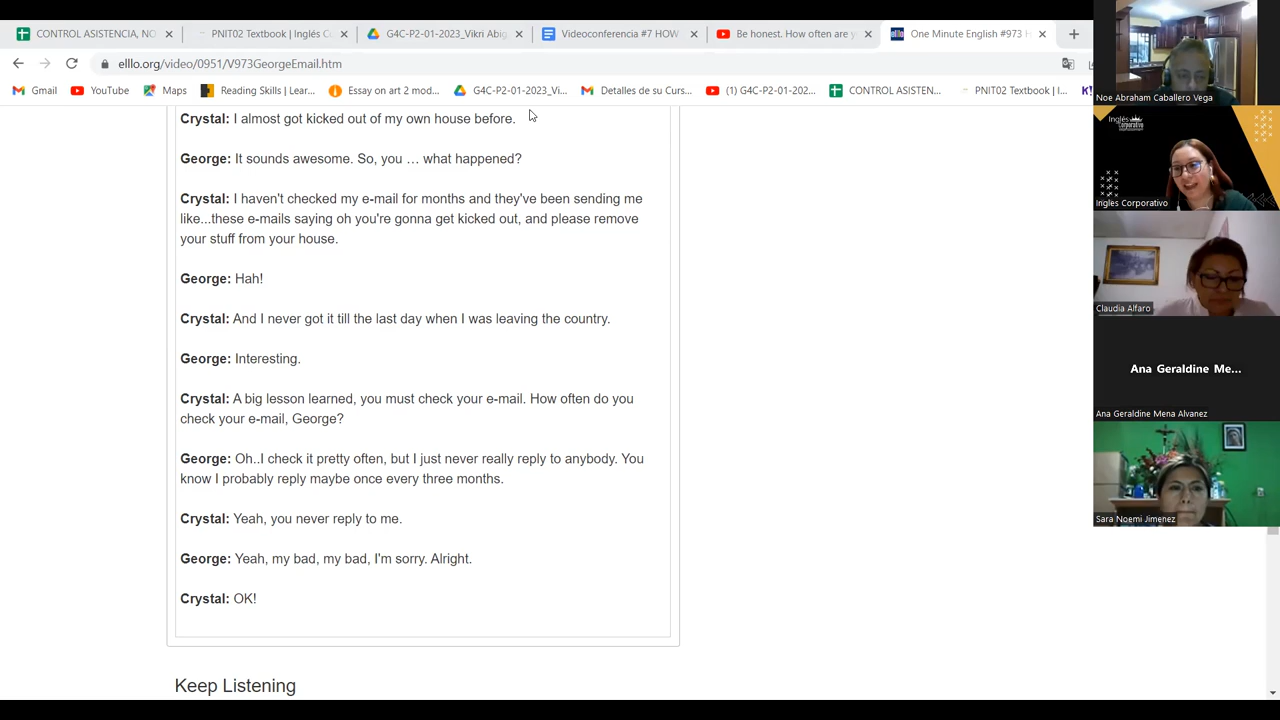 CONTROL ASISTENCIA, NO
PNIT02 Textbook | Inglés C
G4C-P2-01-2023_Vikri Abig
Videoconferencia #7 HOW
Be honest. How often are y
One Minute English #973 H
elllo.org/video/0951/V973GeorgeEmail.htm
Gmail
YouTube
Maps
Reading Skills | Lear...
Essay on 2 mod...
G4C-P2-01-2023_Vi...
Detalles de su Curs...
(1) G4C-P2-01-202...
CONTROL ASISTEN...
PNIT02 Textbook | I...
Crystal: I almost got kicked out of my own house before.
George: It sounds awesome. So, you … what happened?
Crystal: I haven't checked my e-mail for months and they've been sending me
like...these e-mails saying oh you're gonna get kicked out, and please remove
your stuff from your house.
George: Hah!
Crystal: And I never got it till the last day when I was leaving the country.
George: Interesting.
Crystal: A big lesson learned, you must check your e-mail. How often do you
check your e-mail, George?
George: Oh..I check it pretty often, but I just never really reply to anybody. You
know I probably reply maybe once every three months.
Crystal: Yeah, you never reply to me.
George: Yeah, my bad, my bad, I'm sorry. Alright.
Crystal: OK!
Keep Listening
Noe Abraham Caballero Vega
Inglés
Corporativo
Ingles Corporativo
Claudia Alfaro
Ana Geraldine Me...
Ana Geraldine Mena Alvanez
Sara Noemi Jimenez